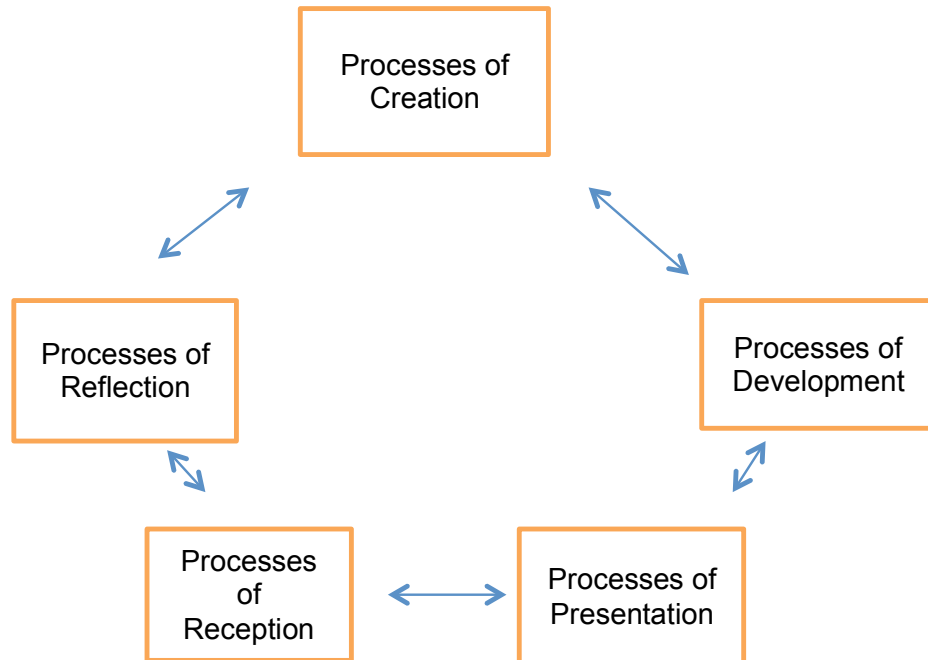 Processes of
Creation
Processes of
Reflection
Processes of
Development
Processes
of
Reception
Processes of
Presentation